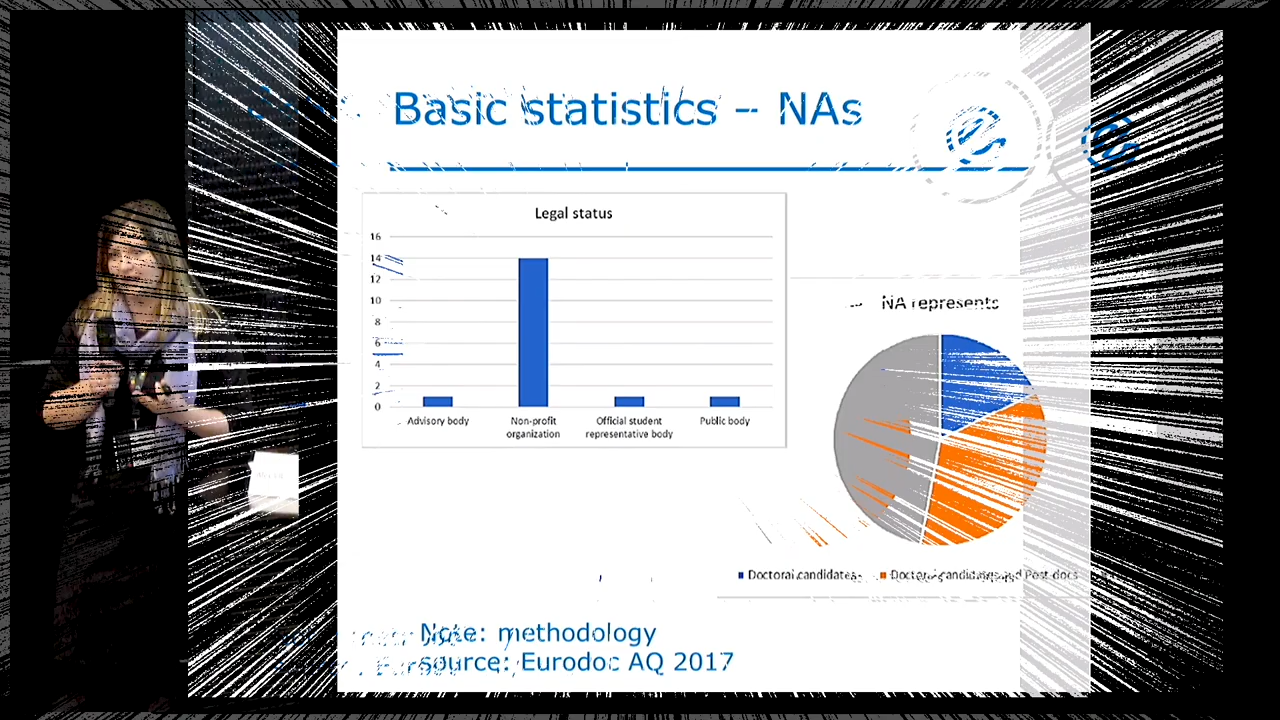 Basic statistics – NAs
Legal status
16
14
12
10
8
6
4
2
0
Advisory body
Non-profit
organization
Official student
representative body
Public body
NA represents
Doctoral candidates
Doctoral candidates and Post-docs
Note: methodology
source: Eurodoc AQ 2017